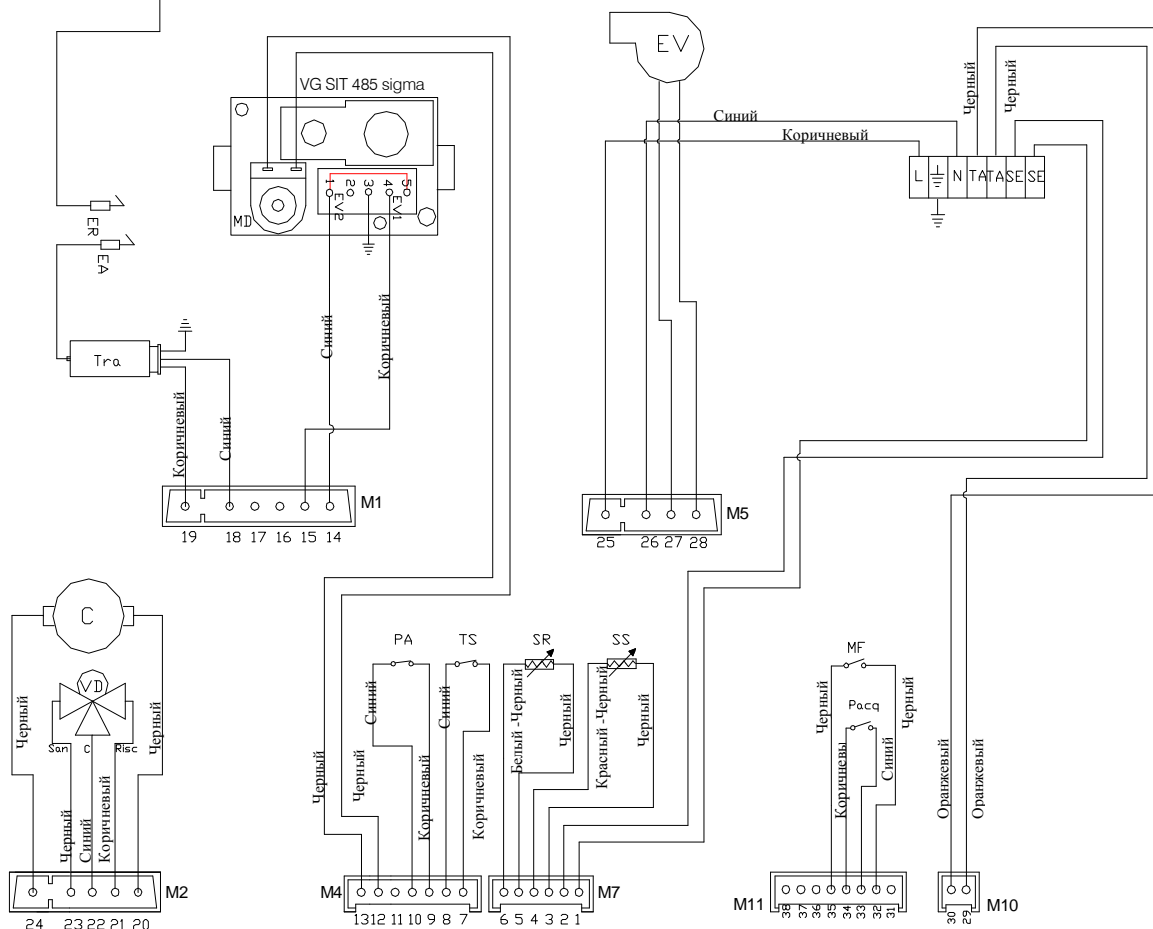 EV
VG SIT 485 sigma
Черный
Черный
Синий
Коричневый
L N TA TA SE SE
1 2 3 4 5
EV2 EV1
MD
ER
EA
Tra
Синий
Коричневый
Коричневый
Синий
M1
19 18 17 16 15 14
M5
25 26 27 28
C
VD
San C Risc
Черный
Черный
Черный
Синий
Коричневый
M2
24 23 22 21 20
PA TS SR SS
Синий
Синий
Белый -Черный
Черный
Красный -Черный
Черный
Черный
Черный
Коричневый
Коричневый
M4
13 12 11 10 9 8 7
M7
6 5 4 3 2 1
MF
Pacq
Черный
Черный
Коричневы
Синий
M11
38 37 36 35 34 33 32 31
Оранжевый
Оранжевый
M10
30 29